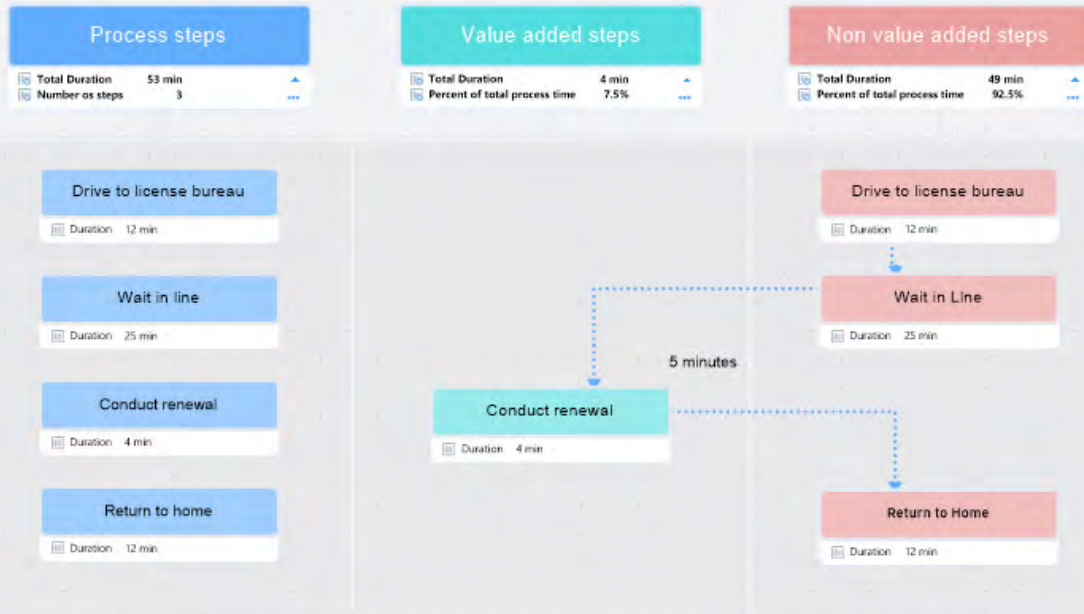 Process steps
Total Duration 53 min
Number os steps 3
Value added steps
Total Duration 4 min
Percent of total process time 7.5%
Non value added steps
Total Duration 49 min
Percent of total process time 92.5%
Drive to license bureau
Duration 12 min
Wait in line
Duration 25 min
Conduct renewal
Duration 4 min
Return to home
Duration 12 min
5 minutes
Conduct renewal
Duration 4 min
Drive to license bureau
Duration 12 min
Wait in Line
Duration 25 min
Return to Home
Duration 12 min